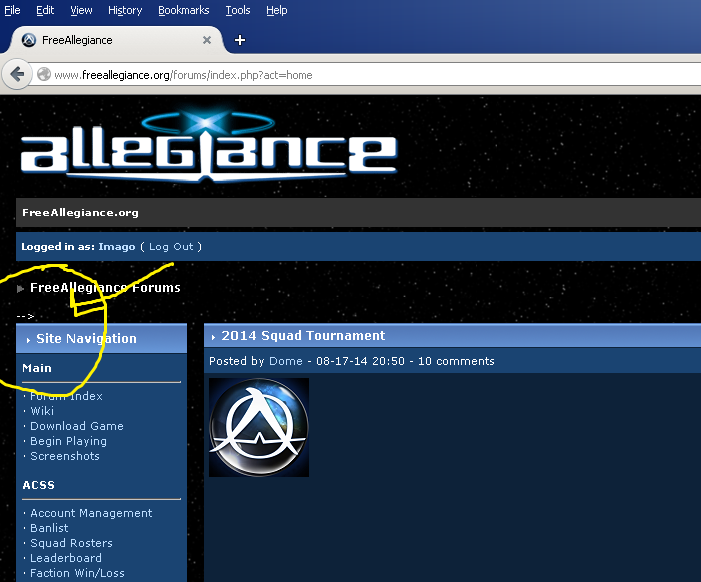 File Edit View History Bookmarks Tools Help
FreeAllegiance
www.freeallegiance.org/forums/index.php?act=home
allegiance
FreeAllegiance.org
Logged in as: Imago ( Log Out )
FreeAllegiance Forums
-->
Site Navigation
Main
· Forum Index
· Wiki
· Download Game
· Begin Playing
· Screenshots
ACSS
· Account Management
· Banlist
· Squad Rosters
· Leaderboard
· Faction Win/Loss
2014 Squad Tournament
Posted by Dome - 08-17-14 20:50 - 10 comments